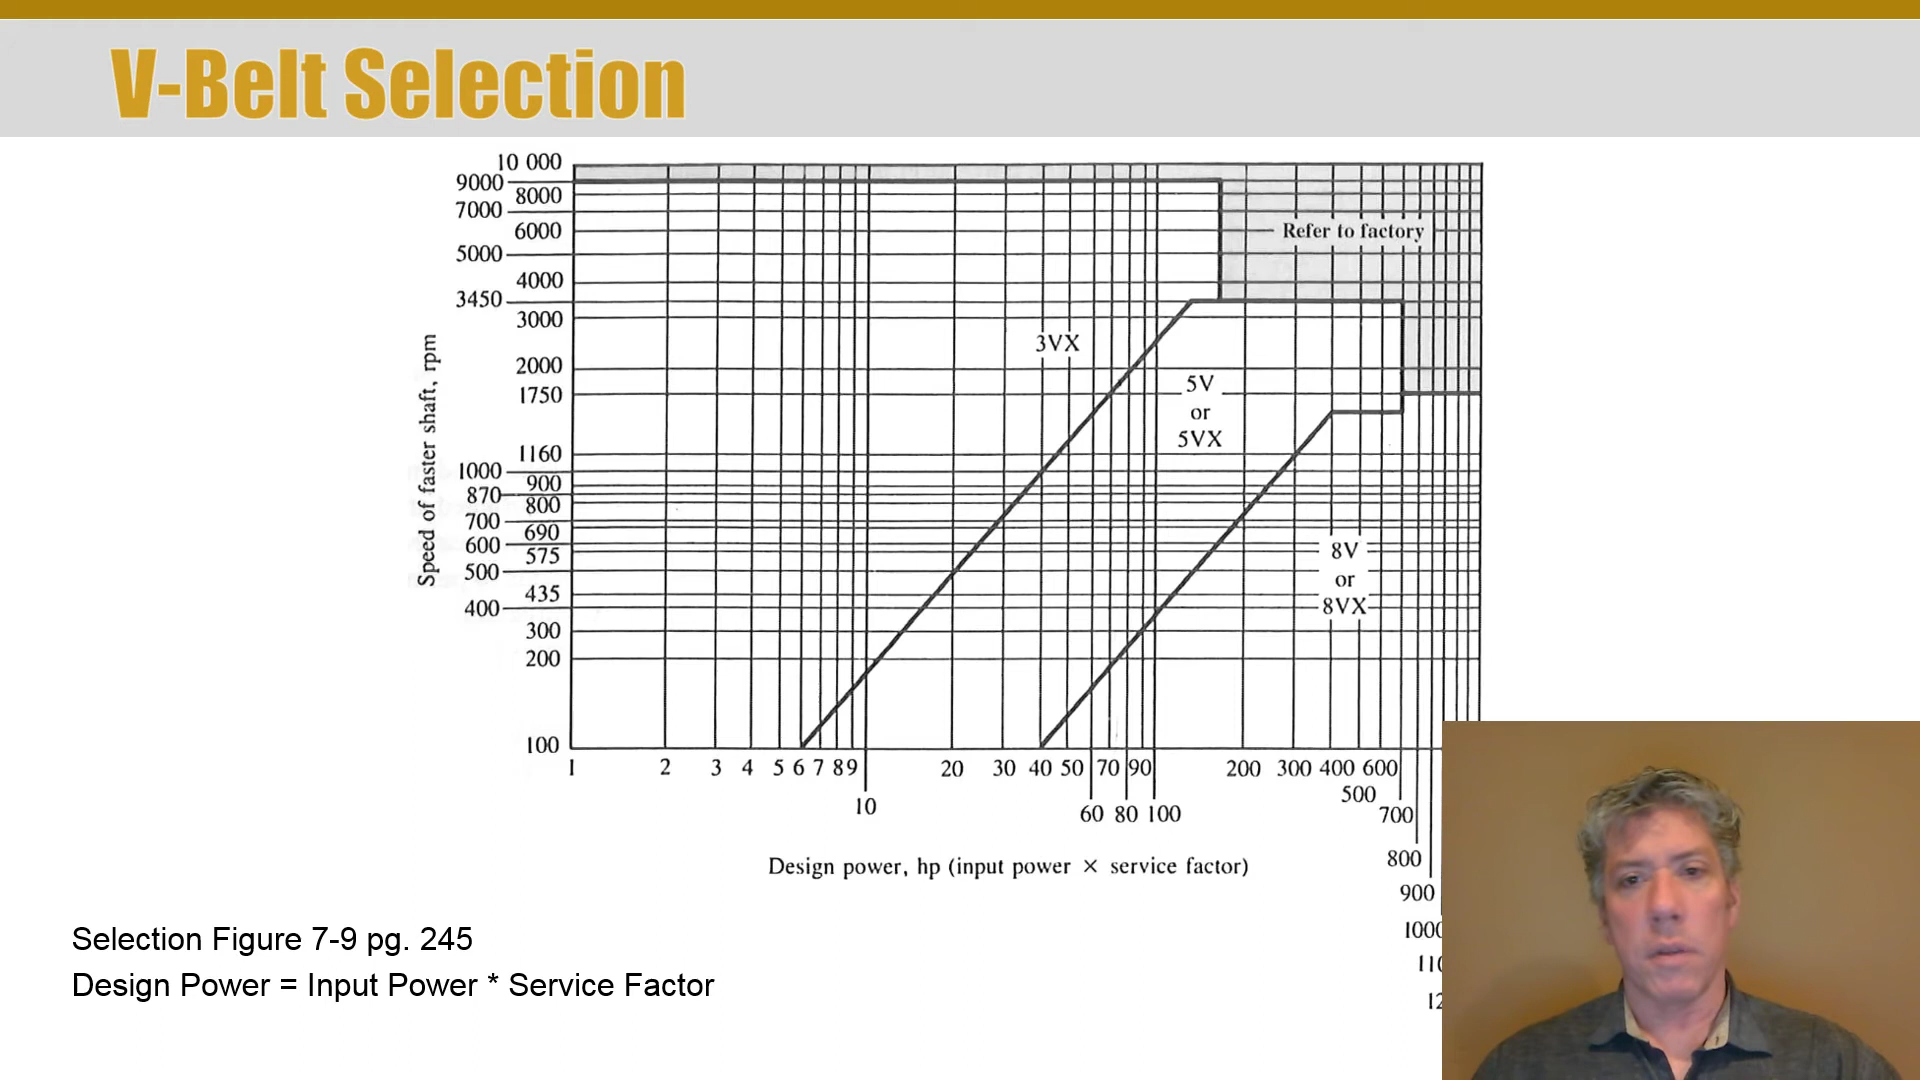 V-Belt Selection
10 000
9000
8000
7000
6000
5000
4000
3450
3000
2000
1750
1160
1000
900
870
800
700
690
600
575
500
435
400
300
200
100
Speed of faster shaft, rpm
Refer to factory
3VX
5V
or
5VX
8V
or
8VX
1 2 3 4 5 6 7 8 9 20 30 40 50 70 90 200 300 400 600
500
10 60 80 100 700
800
900
Design power, hp (input power × service factor)
Selection Figure 7-9 pg. 245
Design Power = Input Power * Service Factor